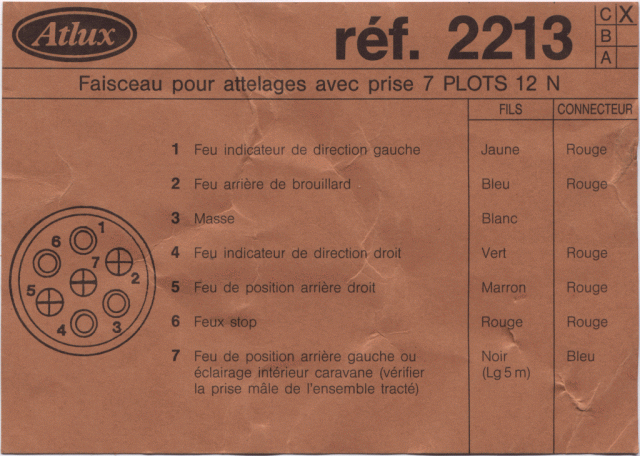 Atlux
réf. 2213
C X
B
A
Faisceau pour attelages avec prise 7 PLOTS 12 N
FILS CONNECTEUR
1 Feu indicateur de direction gauche Jaune Rouge
2 Feu arrière de brouillard Bleu Rouge
3 Masse Blanc
4 Feu indicateur de direction droit Vert Rouge
5 Feu de position arrière droit Marron Rouge
6 Feux stop Rouge Rouge
7 Feu de position arrière gauche ou Noir Bleu
éclairage intérieur caravane (vérifier (Lg 5 m)
la prise mâle de l'ensemble tracté)
1
6
7
2
5
4
3